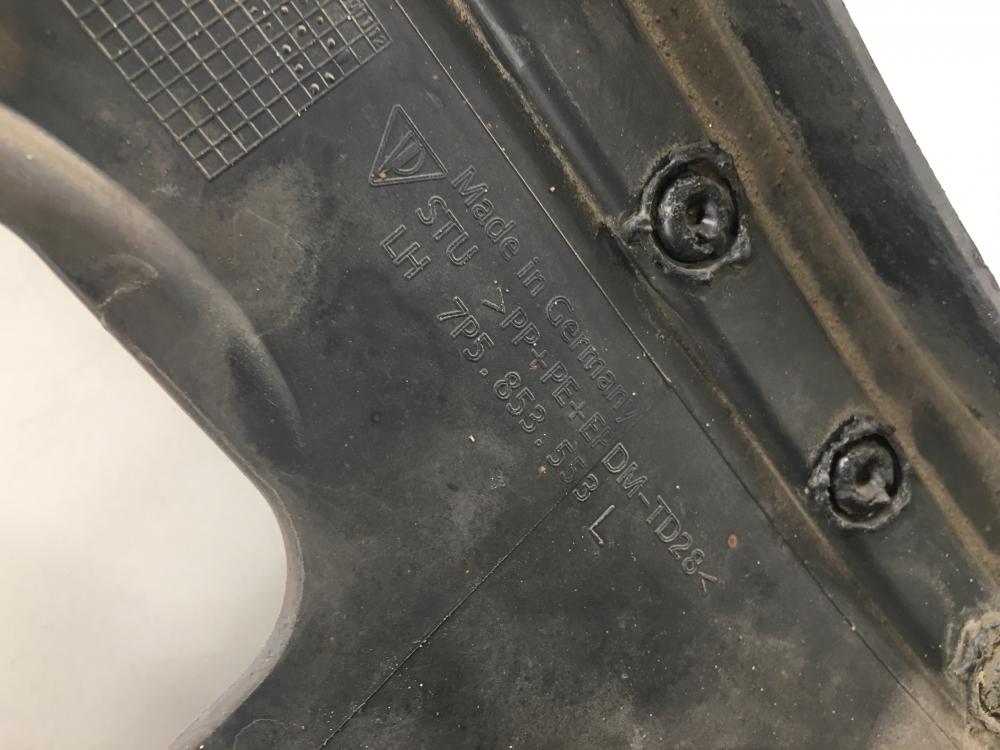 Made in Germany
STU >PP+PE+EPDM-TD28<
LH 7P5.853.553 L